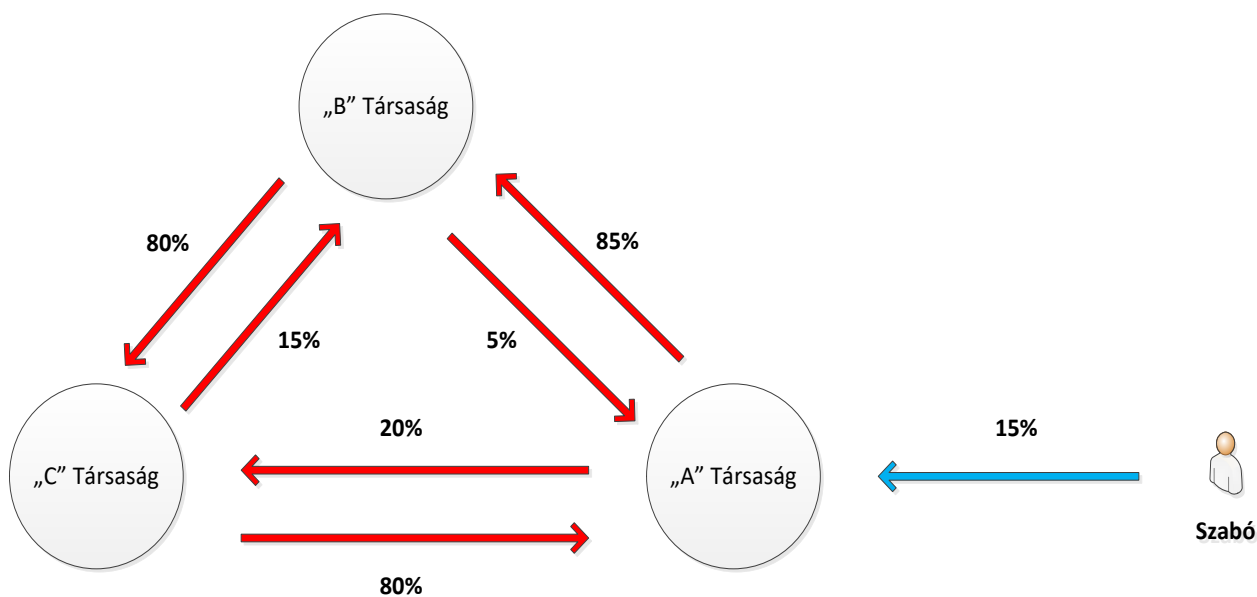 „B” Társaság
80%
85%
15%
5%
20%
15%
„C” Társaság
„A” Társaság
Szabó
80%